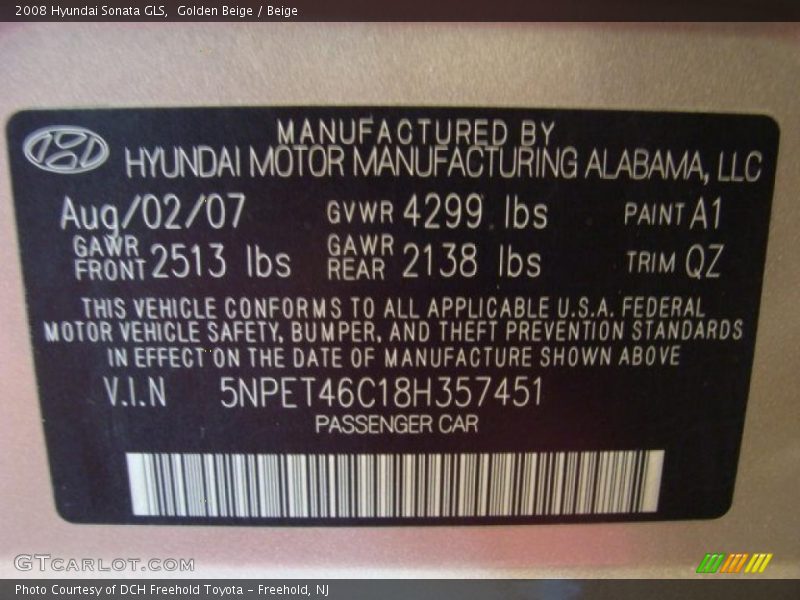 2008 Hyundai Sonata GLS,  Golden Beige / Beige
MANUFACTURED BY
HYUNDAI MOTOR MANUFACTURING ALABAMA, LLC
Aug/02/07 GVWR 4299 lbs PAINT A1
GAWR FRONT 2513 lbs GAWR REAR 2138 lbs TRIM QZ
THIS VEHICLE CONFORMS TO ALL APPLICABLE U.S.A. FEDERAL
MOTOR VEHICLE SAFETY, BUMPER, AND THEFT PREVENTION STANDARDS
IN EFFECT ON THE DATE OF MANUFACTURE SHOWN ABOVE
V.I.N 5NPET46C18H357451
PASSENGER CAR
GTCARLOT.COM
Photo Courtesy of DCH Freehold Toyota - Freehold, NJ